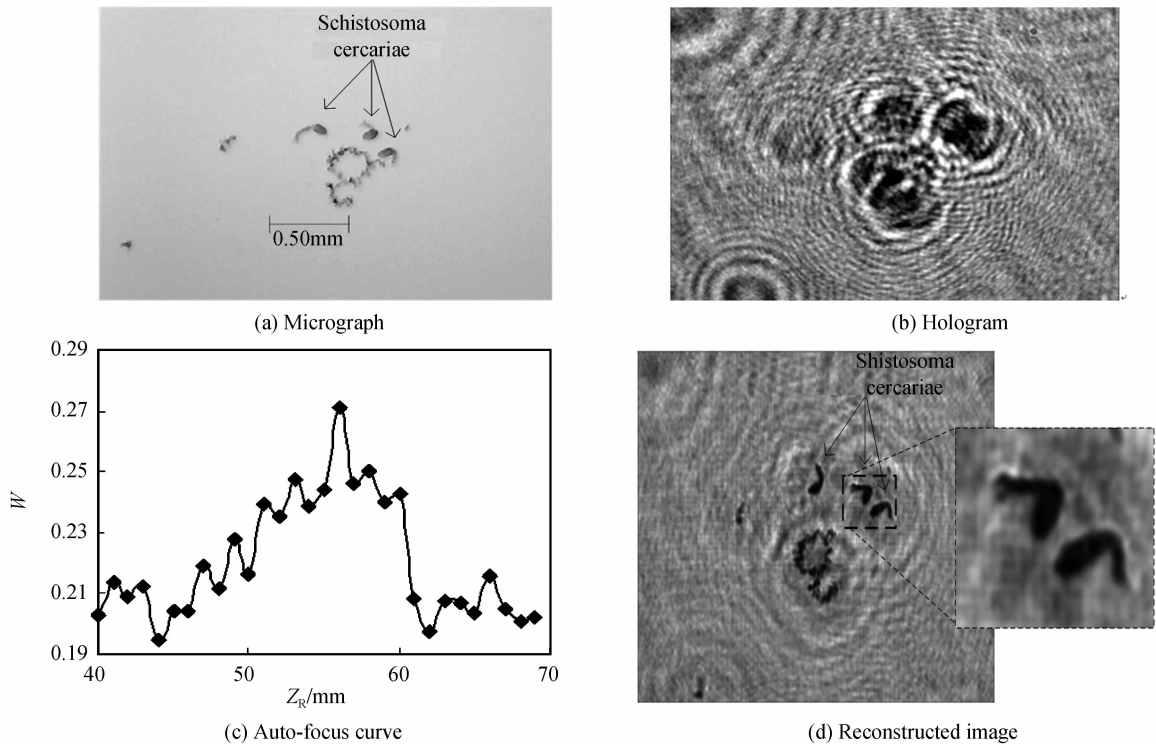 Schistosoma
cercariae
0.50mm
(a) Micrograph
(b) Hologram
0.29
0.27
0.25
0.23
0.21
0.19
W
40
50
60
70
Z_R/mm
(c) Auto-focus curve
Shistosoma
cercariae
(d) Reconstructed image